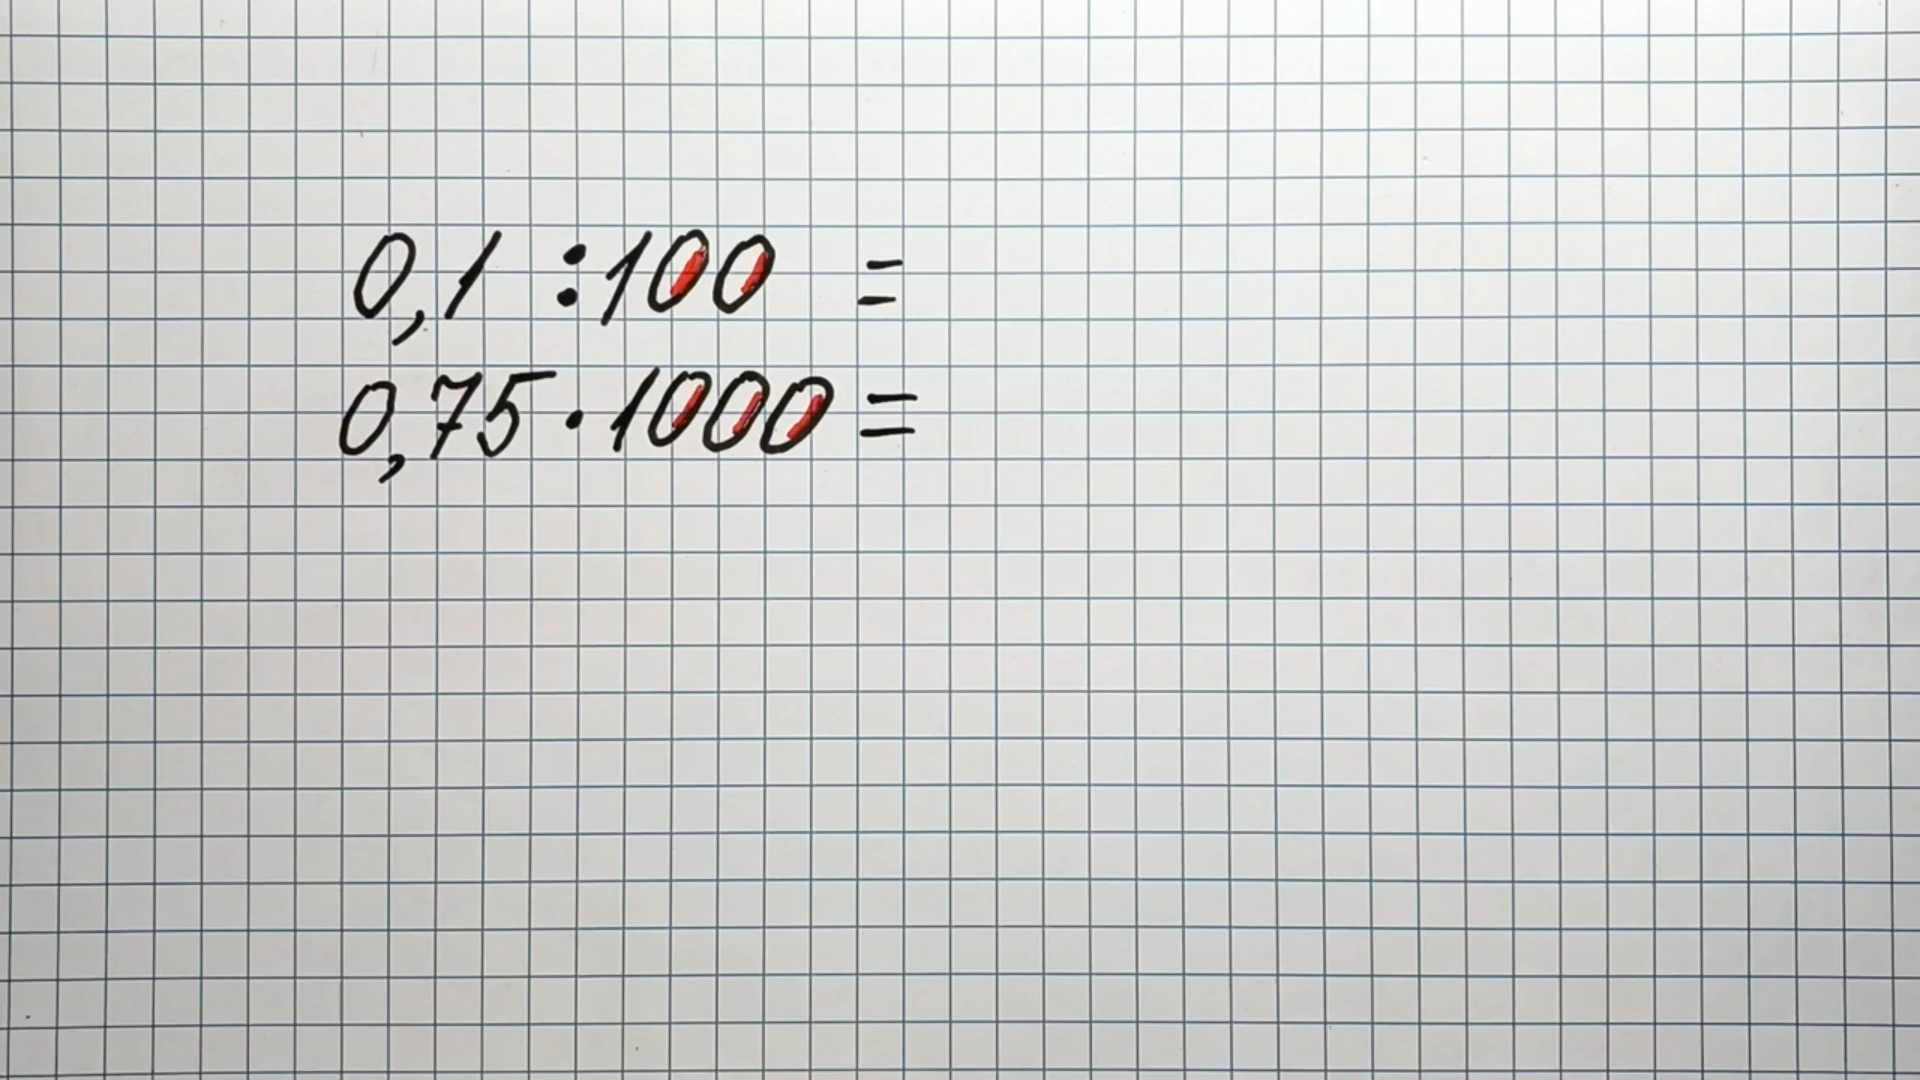 0,1 : 100 =
0,75 · 1000 =